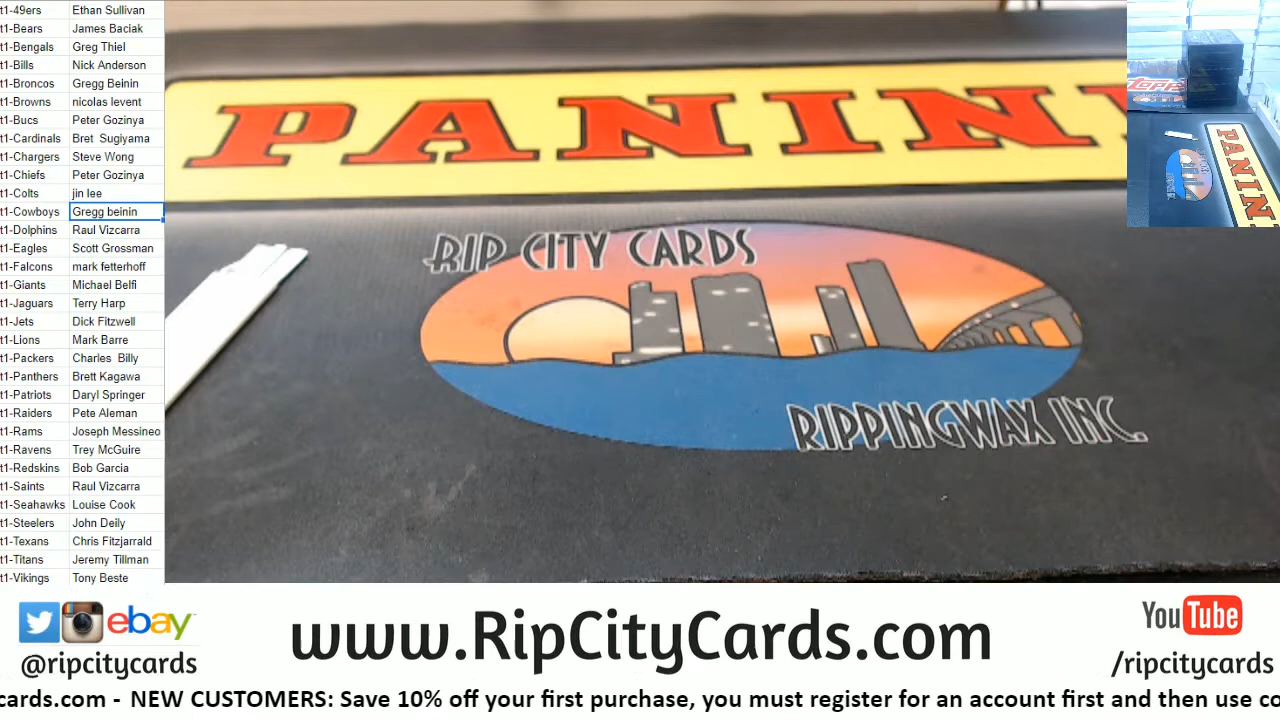 t1-49ers Ethan Sullivan
t1-Bears James Baciak
t1-Bengals Greg Thiel
t1-Bills Nick Anderson
t1-Broncos Gregg Beinin
t1-Browns nicolas levent
t1-Bucs Peter Gozinya
t1-Cardinals Bret Sugiyama
t1-Chargers Steve Wong
t1-Chiefs Peter Gozinya
t1-Colts jin lee
t1-Cowboys Gregg beinin
t1-Dolphins Raul Vizcarra
t1-Eagles Scott Grossman
t1-Falcons mark fetterhoff
t1-Giants Michael Belfi
t1-Jaguars Terry Harp
t1-Jets Dick Fitzwell
t1-Lions Mark Barre
t1-Packers Charles Billy
t1-Panthers Brett Kagawa
t1-Patriots Daryl Springer
t1-Raiders Pete Aleman
t1-Rams Joseph Messineo
t1-Ravens Trey McGuire
t1-Redskins Bob Garcia
t1-Saints Raul Vizcarra
t1-Seahawks Louise Cook
t1-Steelers John Deily
t1-Texans Chris Fitzjarrald
t1-Titans Jeremy Tillman
t1-Vikings Tony Beste
PANINI
RIP CITY CARDS
RIPPINGWAX INC.
TOPPS
PANINI
ebay
@ripcitycards
www.RipCityCards.com
YouTube
/ripcitycards
cards.com - NEW CUSTOMERS: Save 10% off your first purchase, you must register for an account first and then use co